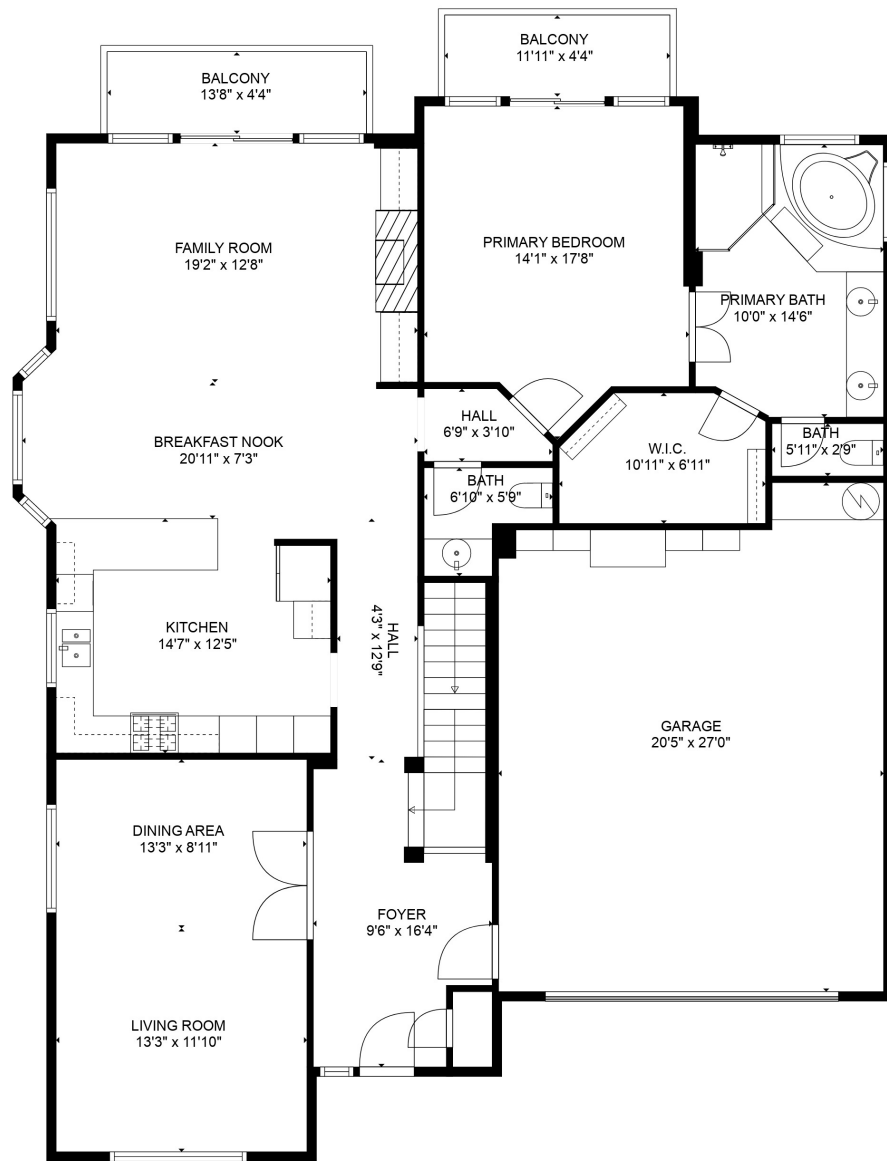 BALCONY
11'11" x 4'4"
BALCONY
13'8" x 4'4"
FAMILY ROOM
19'2" x 12'8"
PRIMARY BEDROOM
14'1" x 17'8"
PRIMARY BATH
10'0" x 14'6"
HALL
6'9" x 3'10"
BREAKFAST NOOK
20'11" x 7'3"
W.I.C.
10'11" x 6'11"
BATH
5'11" x 2'9"
BATH
6'10" x 5'9"
KITCHEN
14'7" x 12'5"
HALL
4'3" x 12'9"
GARAGE
20'5" x 27'0"
DINING AREA
13'3" x 8'11"
FOYER
9'6" x 16'4"
LIVING ROOM
13'3" x 11'10"